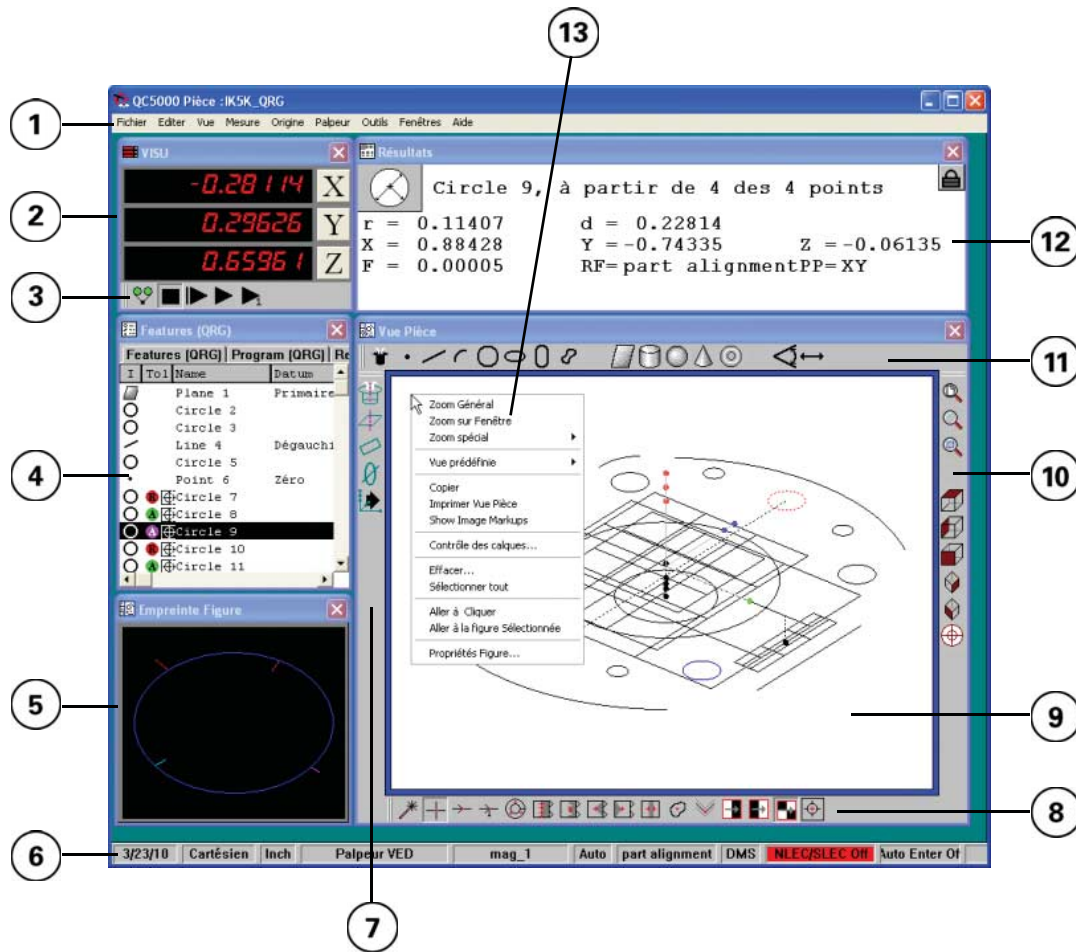 13
QC5000 Pièce :IK5K_QRG
1
Fichier Editer Vue Mesure Origine Palpeur Outils Fenêtres Aide
VISU
-0.28114 X
2
0.29626 Y
0.65961 Z
3
Résultats
Circle 9, à partir de 4 des 4 points
r = 0.11407 d = 0.22814
X = 0.88428 Y =-0.74335 Z =-0.06135
F = 0.00005 RF=part alignmentPP=XY
12
Features (QRG)
Features (QRG) Program (QRG) Re
I Tol Name Datum
Plane 1 Primaire
Circle 2
Circle 3
Line 4 Dégauchi
Circle 5
4
Point 6 Zéro
R Circle 7
A Circle 8
A Circle 9
R Circle 10
A Circle 11
Vue Pièce
11
Zoom Général
Zoom sur Fenêtre
Zoom spécial
Vue prédéfinie
Copier
Imprimer Vue Pièce
Show Image Markups
Contrôle des calques...
Effacer...
Sélectionner tout
Aller à Cliquer
Aller à la figure Sélectionnée
Propriétés Figure...
10
Empreinte Figure
5
9
8
6
3/23/10 Cartésien Inch Palpeur VED mag_1 Auto part alignment DMS NLEC/SLEC Off Auto Enter Of
7